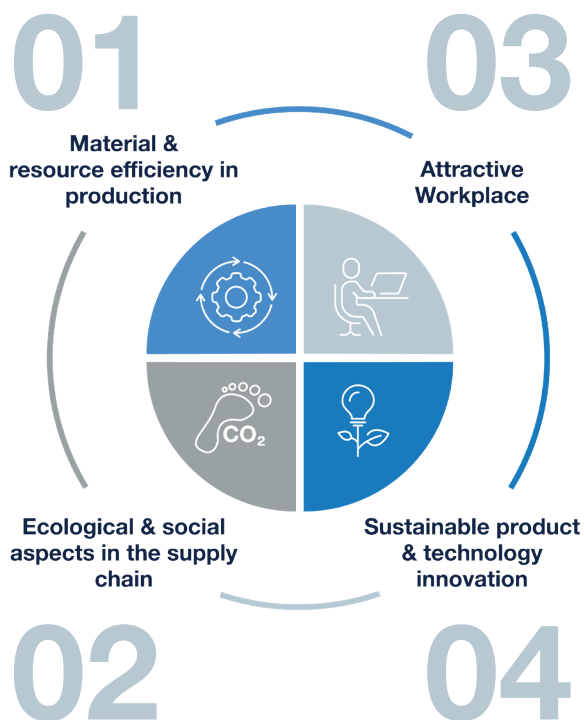 01
Material &
resource efficiency in
production
03
Attractive
Workplace
CO₂
Ecological & social
aspects in the supply
chain
02
Sustainable product
& technology
innovation
04